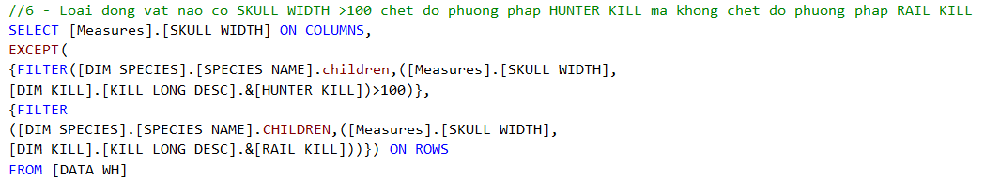 //6 - Loai dong vat nao co SKULL WIDTH >100 chet do phuong phap HUNTER KILL ma khong chet do phuong phap RAIL KILL
SELECT [Measures].[SKULL WIDTH] ON COLUMNS,
EXCEPT(
{FILTER([DIM SPECIES].[SPECIES NAME].children,([Measures].[SKULL WIDTH],
[DIM KILL].[KILL LONG DESC].&[HUNTER KILL])>100)},
{FILTER
([DIM SPECIES].[SPECIES NAME].CHILDREN,([Measures].[SKULL WIDTH],
[DIM KILL].[KILL LONG DESC].&[RAIL KILL]))}) ON ROWS
FROM [DATA WH]